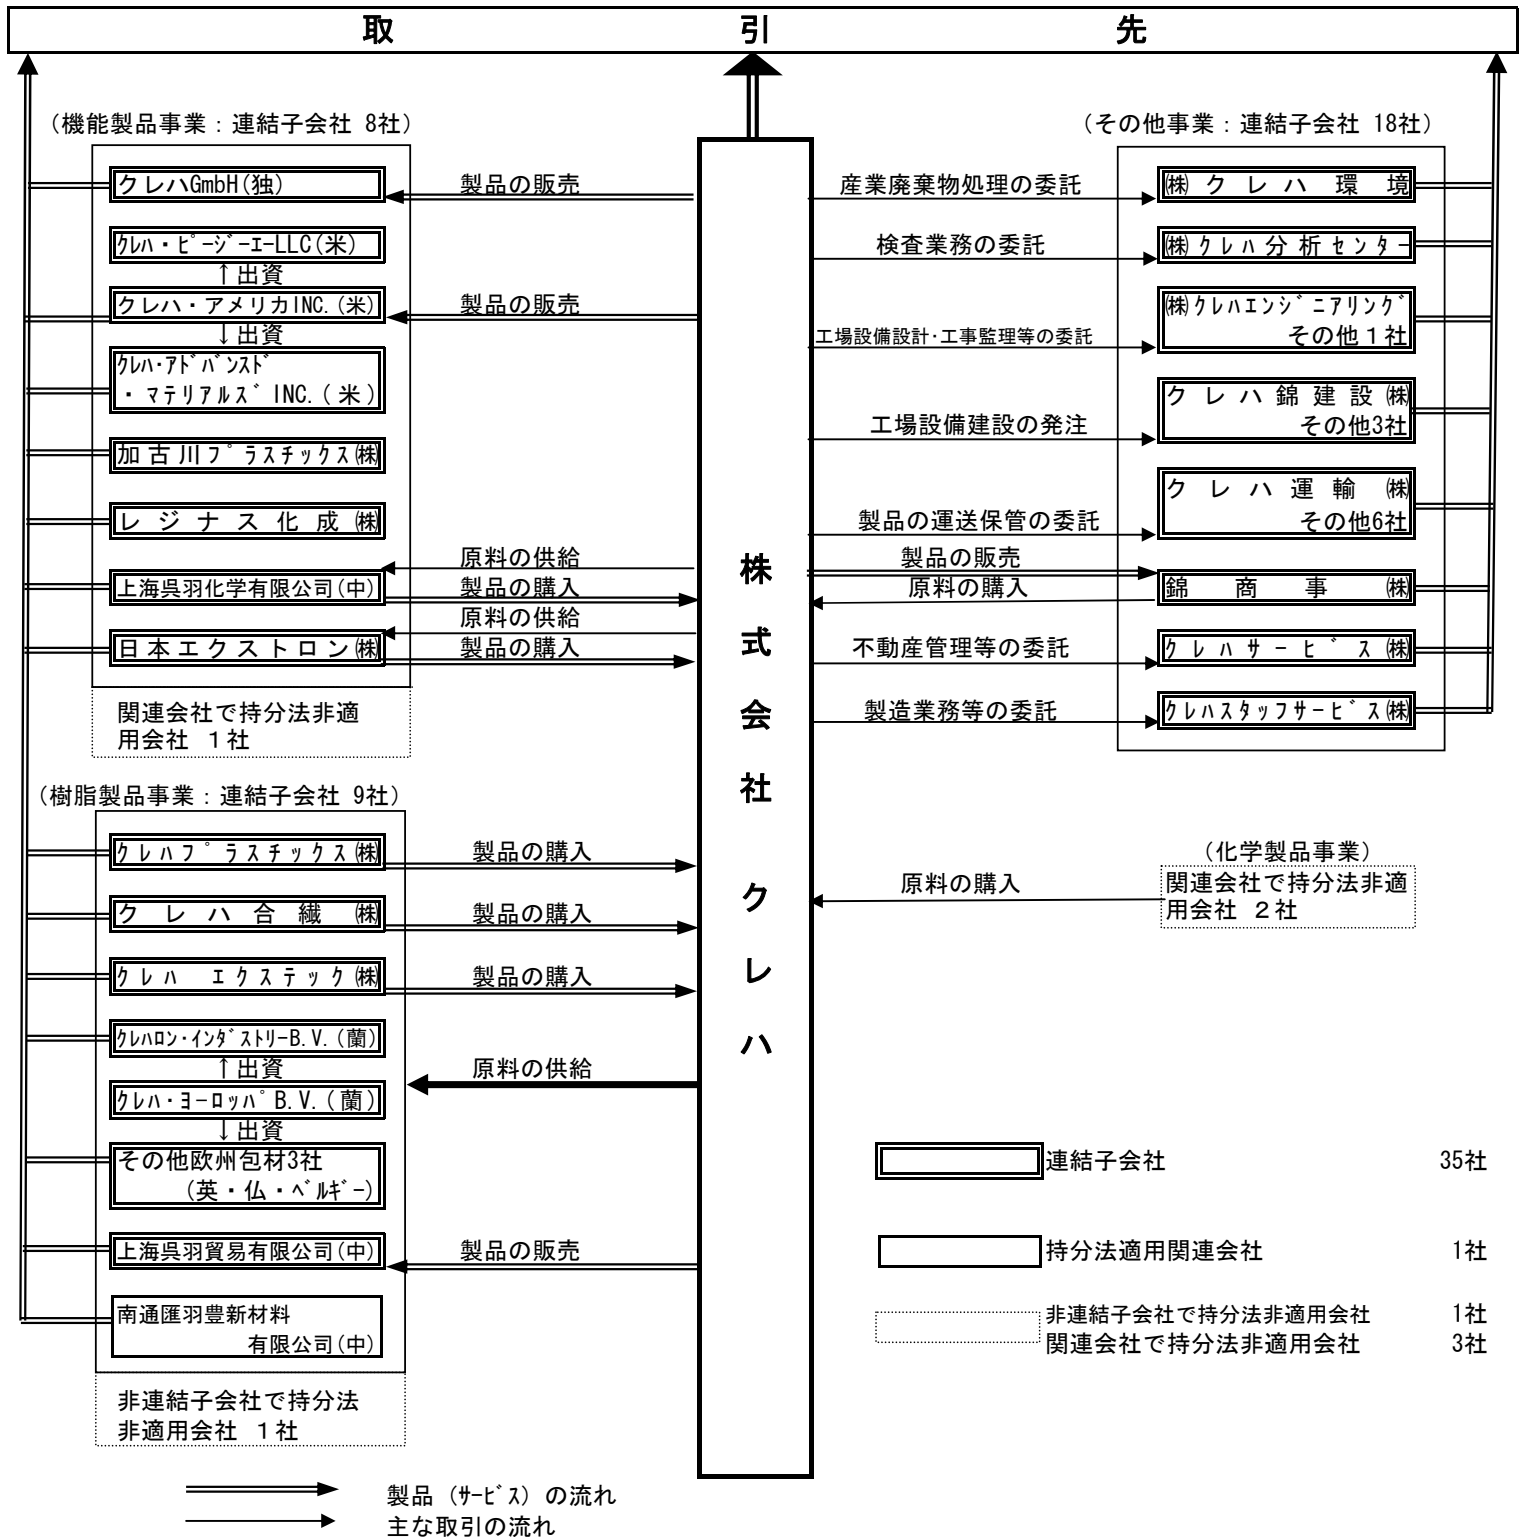 取引先
（機能製品事業：連結子会社 8社）
クレハGmbH(独)
製品の販売
ｸﾚﾊ・ﾋﾟｰｼﾞｰｴｰLLC(米)
↑出資
クレハ・アメリカINC.(米)
製品の販売
↓出資
ｸﾚﾊ・ｱﾄﾞﾊﾞﾝｽﾄﾞ
・ﾏﾃﾘｱﾙｽﾞINC.(米)
加古川ﾌﾟﾗｽﾁｯｸｽ㈱
レジナス化成㈱
原料の供給
上海呉羽化学有限公司(中)
製品の購入
原料の供給
日本エクストロン㈱
製品の購入
関連会社で持分法非適
用会社 1社
（樹脂製品事業：連結子会社 9社）
ｸﾚﾊﾌﾟﾗｽﾁｯｸｽ㈱
製品の購入
クレハ合繊㈱
製品の購入
ｸﾚﾊ ｴｸｽﾃｯｸ㈱
製品の購入
ｸﾚﾊﾛﾝ・ｲﾝﾀﾞｽﾄﾘｰB.V.(蘭)
↑出資
原料の供給
ｸﾚﾊ・ﾖｰﾛｯﾊﾟB.V.(蘭)
↓出資
その他欧州包材3社
(英・仏・ﾍﾞﾙｷﾞｰ)
上海呉羽貿易有限公司(中)
製品の販売
南通匯羽豊新材料
有限公司(中)
非連結子会社で持分法
非適用会社 1社
株式会社クレハ
（その他事業：連結子会社 18社）
産業廃棄物処理の委託
㈱クレハ環境
検査業務の委託
㈱ｸﾚﾊ分析ｾﾝﾀｰ
工場設備設計･工事監理等の委託
㈱ｸﾚﾊｴﾝｼﾞﾆｱﾘﾝｸﾞ
その他１社
工場設備建設の発注
クレハ錦建設㈱
その他3社
製品の運送保管の委託
クレハ運輸㈱
その他6社
製品の販売
原料の購入
錦商事㈱
不動産管理等の委託
ｸﾚﾊｻｰﾋﾞｽ㈱
製造業務等の委託
ｸﾚﾊｽﾀｯﾌｻｰﾋﾞｽ㈱
（化学製品事業）
原料の購入
関連会社で持分法非適
用会社 2社
連結子会社 35社
持分法適用関連会社 1社
非連結子会社で持分法非適用会社 1社
関連会社で持分法非適用会社 3社
製品（ｻｰﾋﾞｽ）の流れ
主な取引の流れ